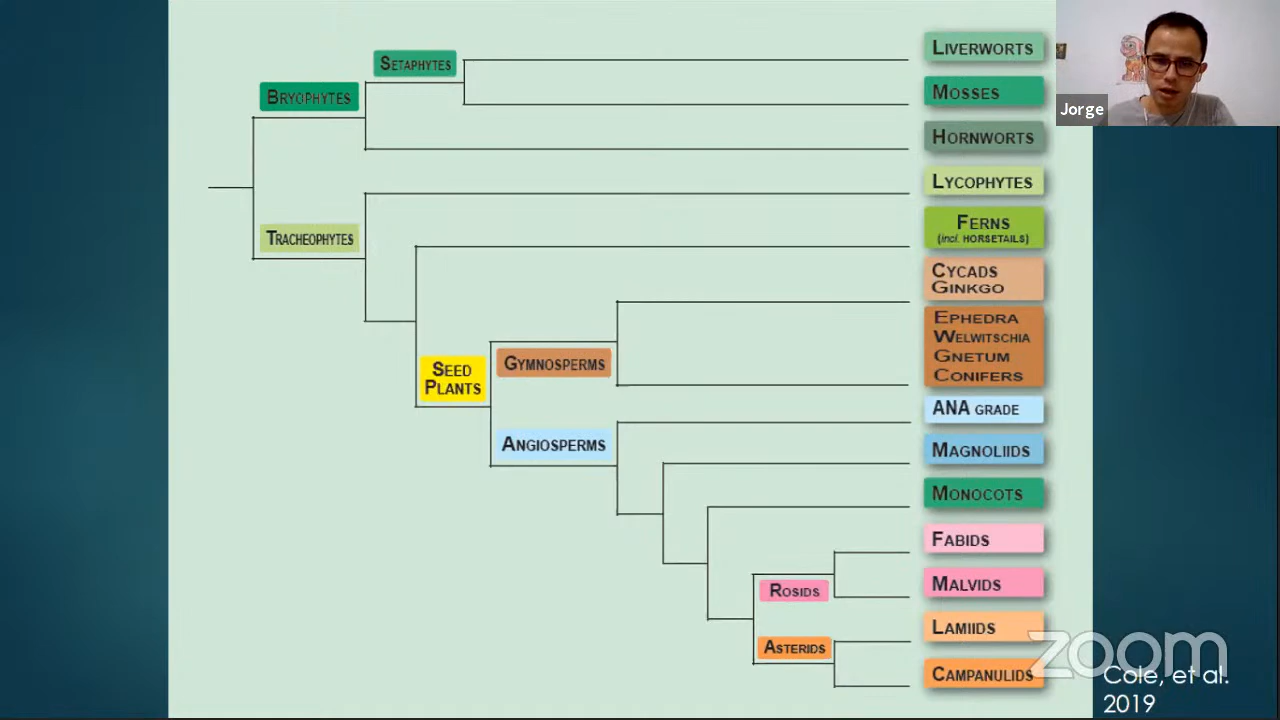 SETAPHYTES
BRYOPHYTES
TRACHEOPHYTES
SEED
PLANTS
GYMNOSPERMS
ANGIOSPERMS
ROSIDS
ASTERIDS
LIVERWORTS
MOSSES
HORNWORTS
LYCOPHYTES
FERNS
(incl. HORSETAILS)
CYCADS
GINKGO
EPHEDRA
WELWITSCHIA
GNETUM
CONIFERS
ANA GRADE
MAGNOLIIDS
MONOCOTS
FABIDS
MALVIDS
LAMIIDS
CAMPANULIDS
Jorge
zoom
Cole, et al.
2019